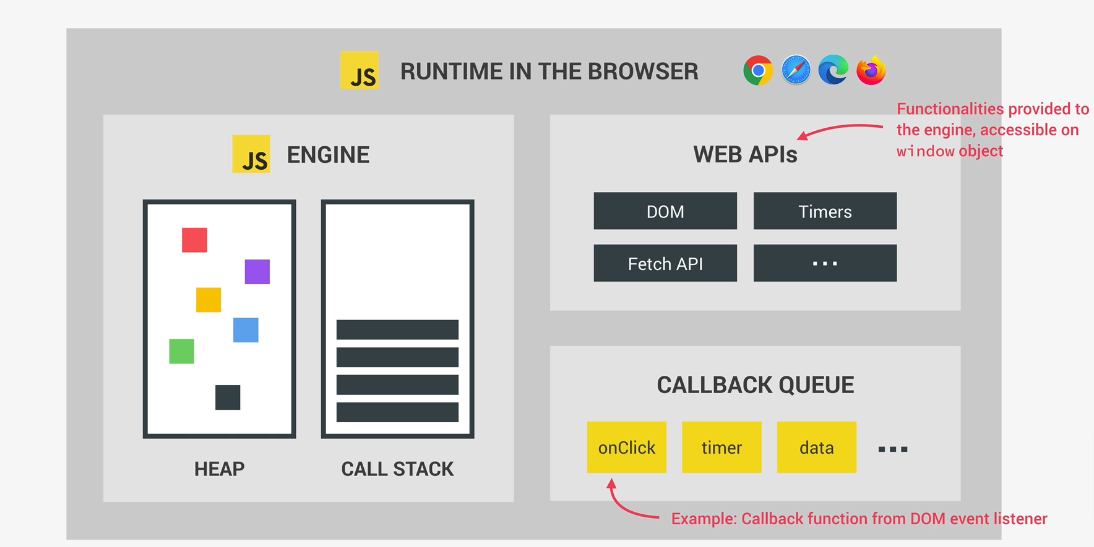 JS RUNTIME IN THE BROWSER
Functionalities provided to
the engine, accessible on
window object
JS ENGINE
HEAP
CALL STACK
WEB APIs
DOM
Timers
Fetch API
...
CALLBACK QUEUE
onClick
timer
data
...
Example: Callback function from DOM event listener